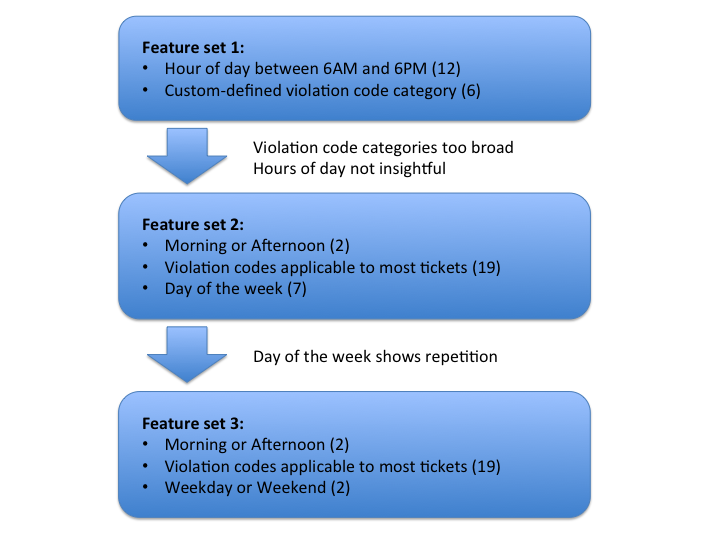 Feature set 1:
• Hour of day between 6AM and 6PM (12)
• Custom-defined violation code category (6)
Violation code categories too broad
Hours of day not insightful
Feature set 2:
• Morning or Afternoon (2)
• Violation codes applicable to most tickets (19)
• Day of the week (7)
Day of the week shows repetition
Feature set 3:
• Morning or Afternoon (2)
• Violation codes applicable to most tickets (19)
• Weekday or Weekend (2)